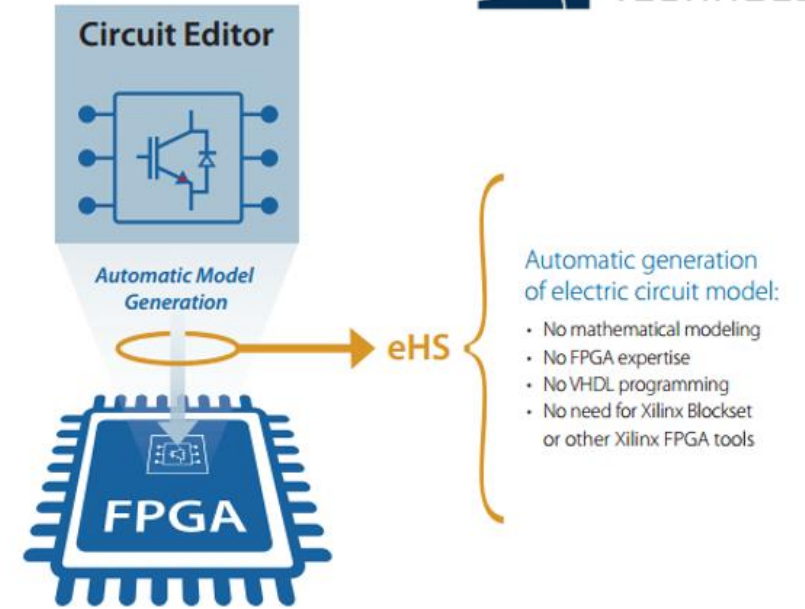 Circuit Editor
Automatic Model
Generation
eHS
FPGA
Automatic generation
of electric circuit model:
• No mathematical modeling
• No FPGA expertise
• No VHDL programming
• No need for Xilinx Blockset
or other Xilinx FPGA tools